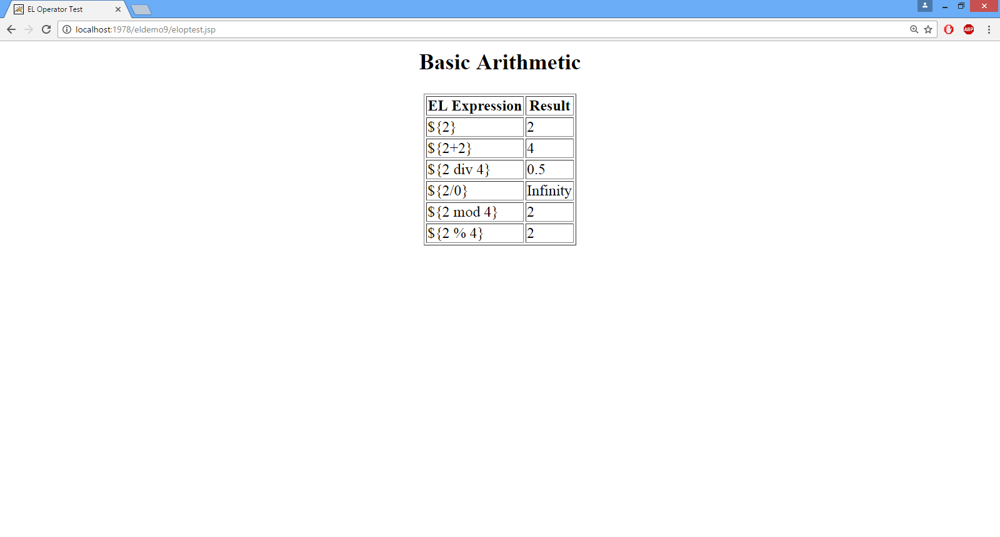 EL Operator Test
localhost:1978/eldemo9/eloptest.jsp
ABP
Basic Arithmetic
EL Expression Result
${2} 2
${2+2} 4
${2 div 4} 0.5
${2/0} Infinity
${2 mod 4} 2
${2 % 4} 2